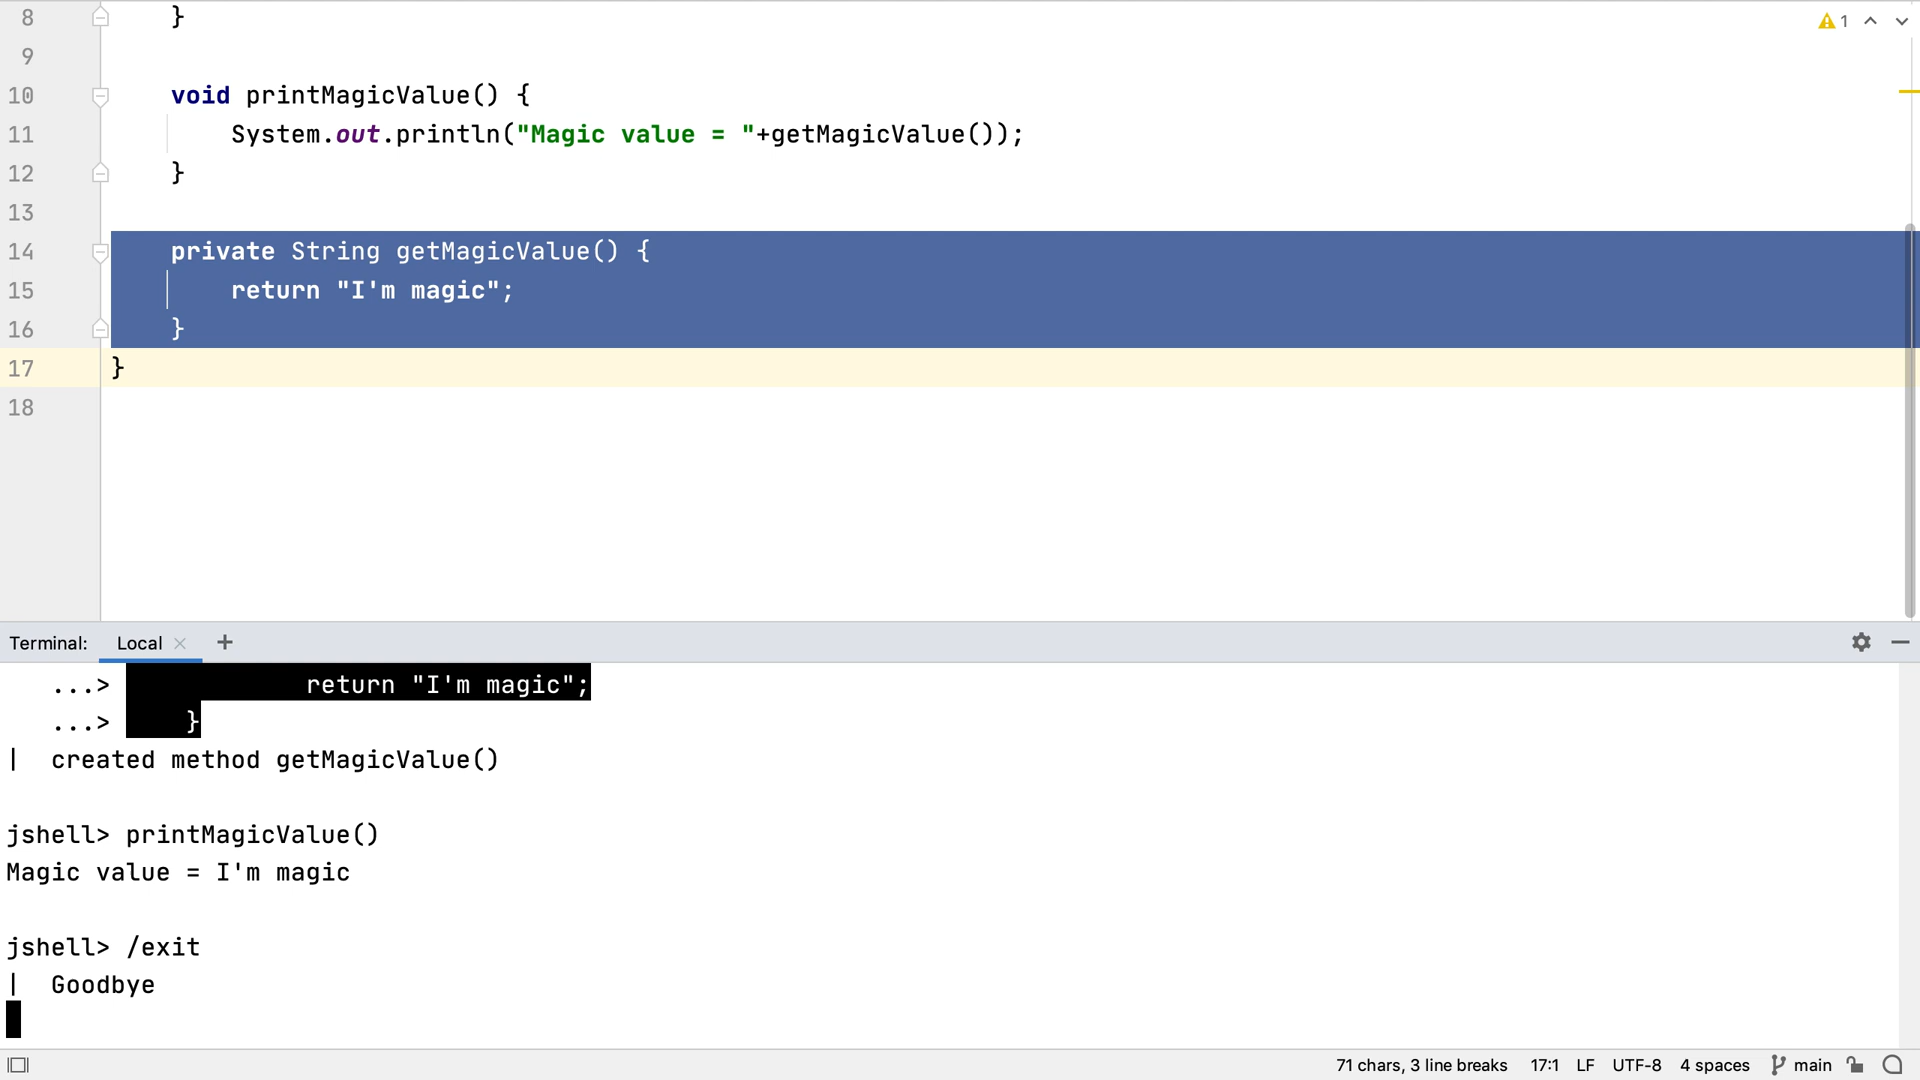 8 }
9
10 void printMagicValue() {
11 System.out.println("Magic value = "+getMagicValue());
12 }
13
14 private String getMagicValue() {
15 return "I'm magic";
16 }
17 }
18
1
Terminal: Local
...> return "I'm magic";
...> }
| created method getMagicValue()
jshell> printMagicValue()
Magic value = I'm magic
jshell> /exit
| Goodbye
71 chars, 3 line breaks 17:1 LF UTF-8 4 spaces main